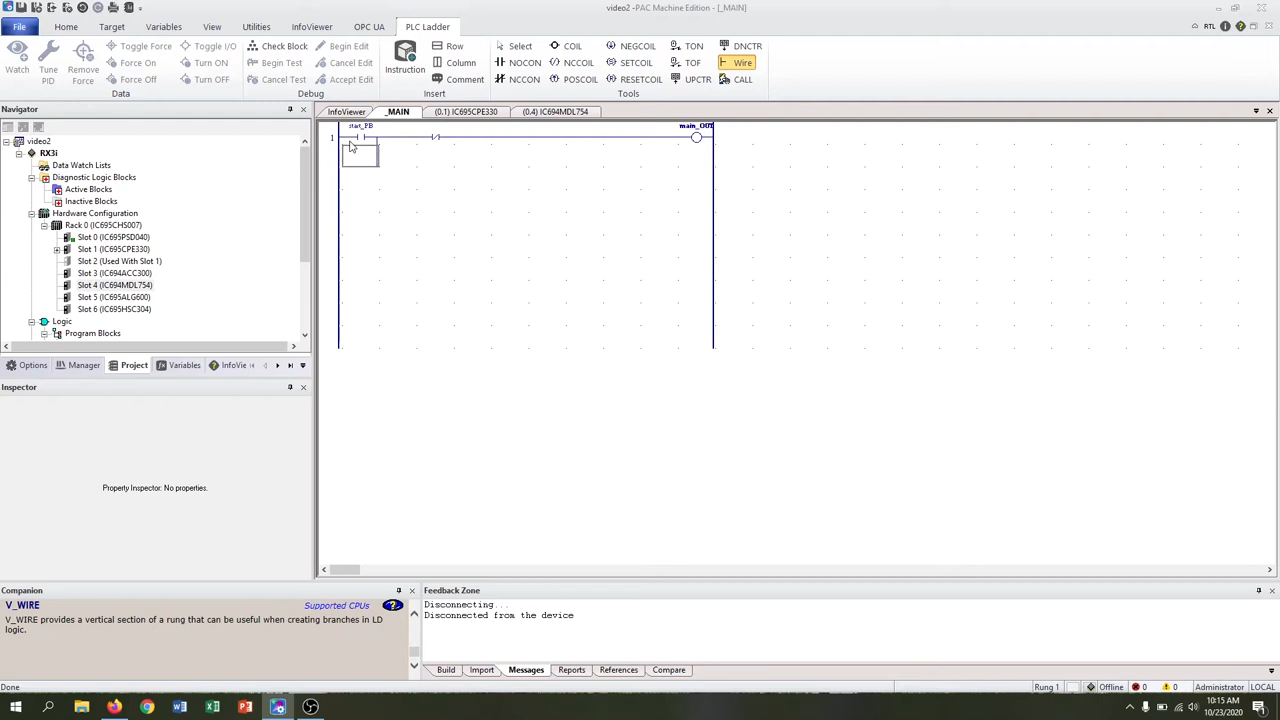 video2 -PAC Machine Edition - [_MAIN]
File Home Target Variables View Utilities InfoViewer OPC UA PLC Ladder RTL
Watch
Tune PID
Remove Force
Toggle Force
Force On
Force Off
Toggle I/O
Turn ON
Turn OFF
Data
Check Block
Begin Test
Cancel Test
Begin Edit
Cancel Edit
Accept Edit
Debug
Instruction
Row
Column
Comment
Insert
Select
NOCON
NCCON
COIL
NCCOIL
POSCOIL
NEGCOIL
SETCOIL
RESETCOIL
TON
TOF
UPCTR
DNCTR
Wire
CALL
Tools
Navigator
video2
RX3i
Data Watch Lists
Diagnostic Logic Blocks
Active Blocks
Inactive Blocks
Hardware Configuration
Rack 0 (IC695CHS007)
Slot 0 (IC695PSD040)
Slot 1 (IC695CPE330)
Slot 2 (Used With Slot 1)
Slot 3 (IC694ACC300)
Slot 4 (IC694MDL754)
Slot 5 (IC695ALG600)
Slot 6 (IC695HSC304)
Logic
Program Blocks
Options Manager Project Variables InfoVie
Inspector
Property Inspector: No properties.
InfoViewer _MAIN (0.1) IC695CPE330 (0.4) IC694MDL754
start_PB main_OUT
1
Companion
V_WIRE Supported CPUs
V_WIRE provides a vertical section of a rung that can be useful when creating branches in LD
logic.
Feedback Zone
Disconnecting...
Disconnected from the device
Build Import Messages Reports References Compare
Done Rung 1 Offline 0 0 Administrator LOCAL
10:15 AM
10/23/2020